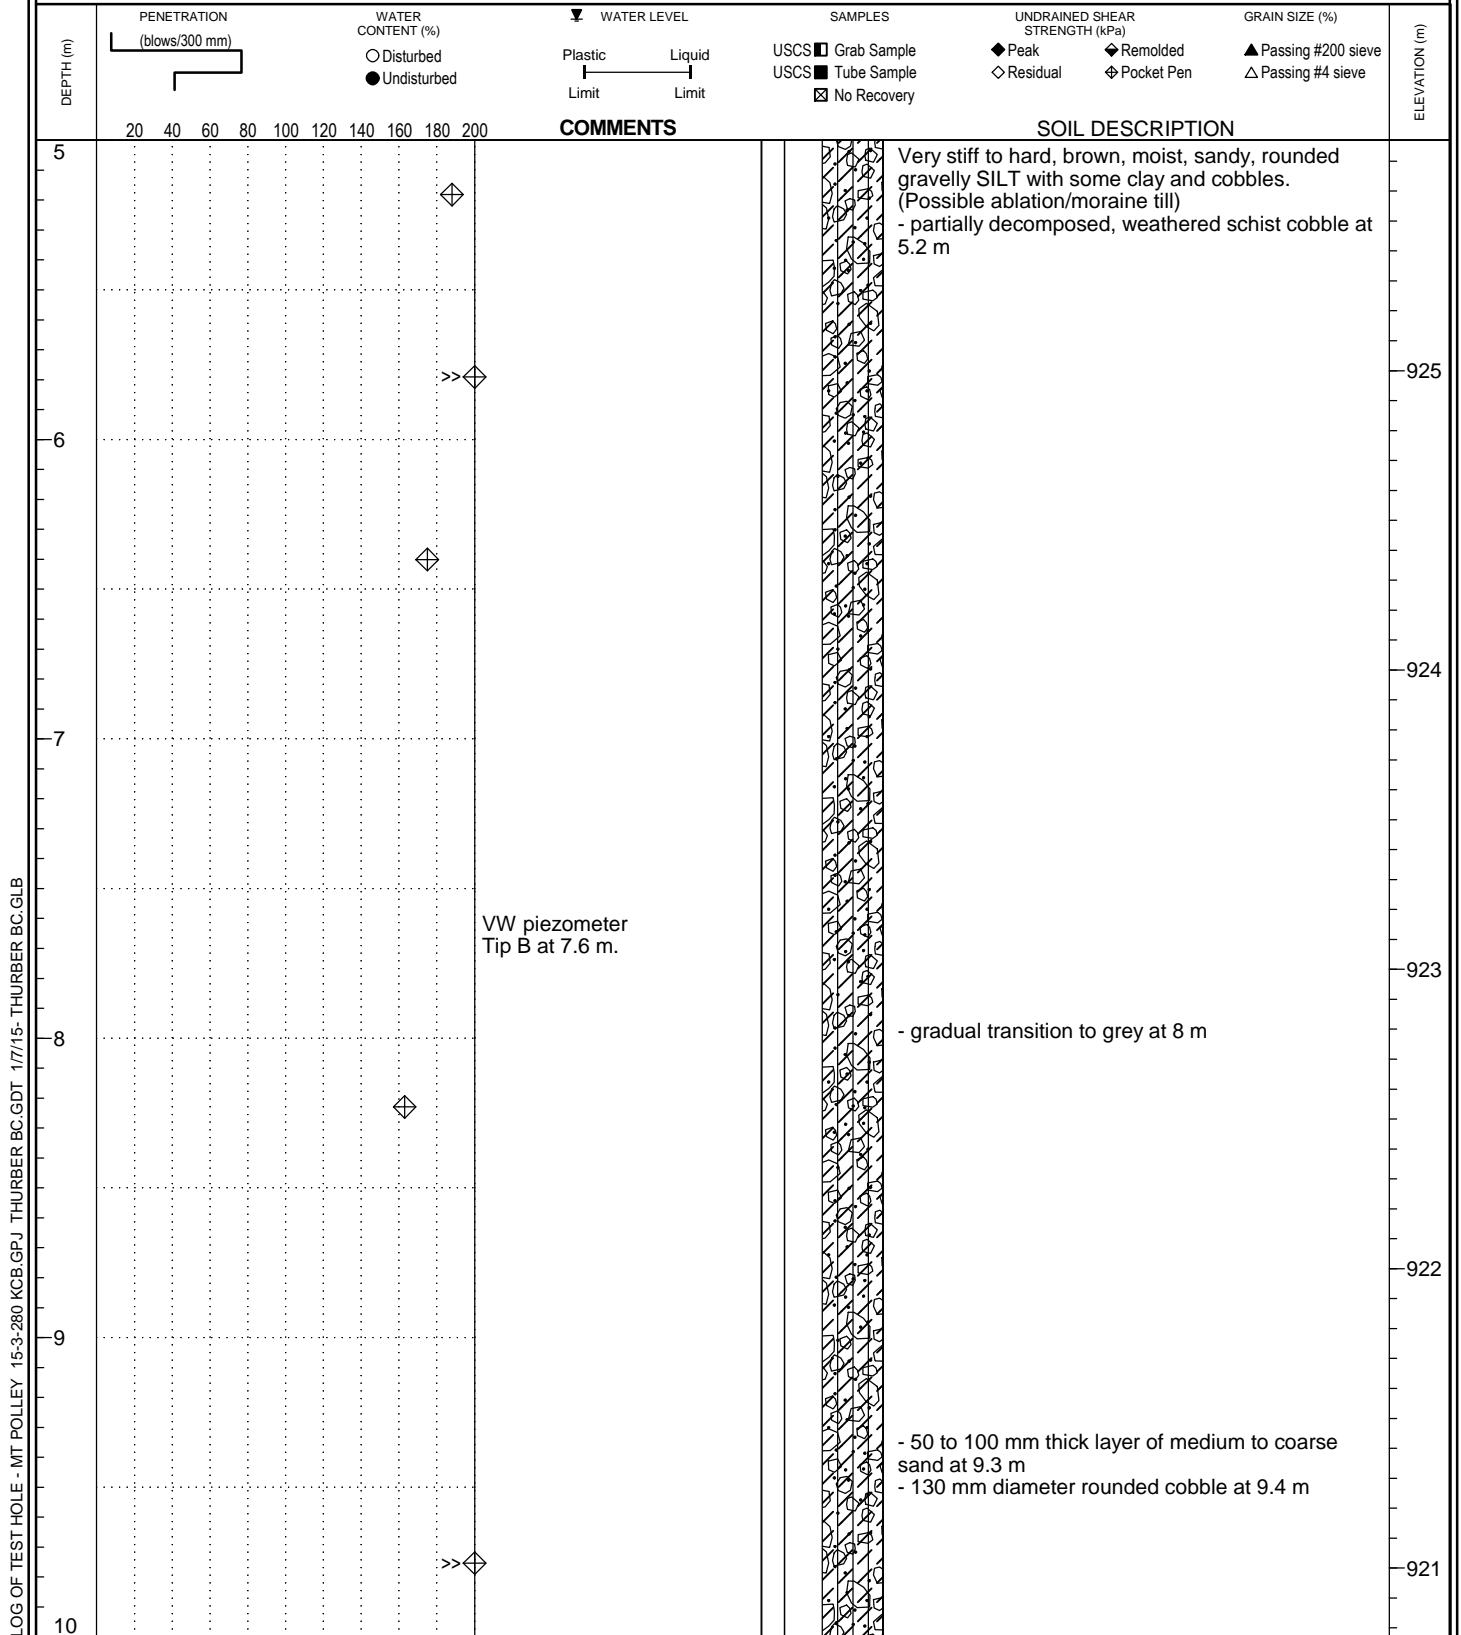 DEPTH (m)
PENETRATION
(blows/300 mm)
WATER
CONTENT (%)
Disturbed
Undisturbed
WATER LEVEL
Plastic Liquid
Limit Limit
SAMPLES
USCS Grab Sample
USCS Tube Sample
No Recovery
UNDRAINED SHEAR
STRENGTH (kPa)
Peak Remolded
Residual Pocket Pen
GRAIN SIZE (%)
Passing #200 sieve
Passing #4 sieve
ELEVATION (m)
20 40 60 80 100 120 140 160 180 200
COMMENTS
SOIL DESCRIPTION
5
Very stiff to hard, brown, moist, sandy, rounded
gravelly SILT with some clay and cobbles.
(Possible ablation/moraine till)
- partially decomposed, weathered schist cobble at
5.2 m
>>
925
6
924
7
VW piezometer
Tip B at 7.6 m.
923
- gradual transition to grey at 8 m
8
922
9
- 50 to 100 mm thick layer of medium to coarse
sand at 9.3 m
- 130 mm diameter rounded cobble at 9.4 m
>>
921
10
LOG OF TEST HOLE - MT POLLEY 15-3-280 KCB.GPJ THURBER BC.GDT 1/7/15- THURBER BC.GLB